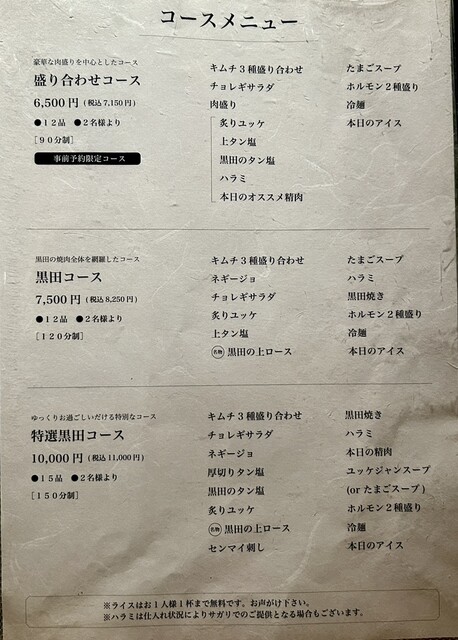 コースメニュー
豪華な肉盛りを中心としたコース
盛り合わせコース
6,500円 (税込7,150円)
●12品 ●2名様より
[90分制]
事前予約限定コース
キムチ3種盛り合わせ
チョレギサラダ
肉盛り
炙りユッケ
上タン塩
黒田のタン塩
ハラミ
本日のオススメ精肉
たまごスープ
ホルモン2種盛り
冷麺
本日のアイス
黒田の焼肉全体を網羅したコース
黒田コース
7,500円 (税込8,250円)
●12品 ●2名様より
[120分制]
キムチ3種盛り合わせ
ネギージョ
チョレギサラダ
炙りユッケ
上タン塩
名物 黒田の上ロース
たまごスープ
ハラミ
黒田焼き
ホルモン2種盛り
冷麺
本日のアイス
ゆっくりお過ごしいだける特別なコース
特選黒田コース
10,000円 (税込11,000円)
●15品 ●2名様より
[150分制]
キムチ3種盛り合わせ
チョレギサラダ
ネギージョ
厚切りタン塩
黒田のタン塩
炙りユッケ
名物 黒田の上ロース
センマイ刺し
黒田焼き
ハラミ
本日の精肉
ユッケジャンスープ
(orたまごスープ)
ホルモン2種盛り
冷麺
本日のアイス
※ライスはお1人様1杯まで無料です。お声がけ下さい。
※ハラミは仕入れ状況によりサガリでのご提供となる場合もございます。